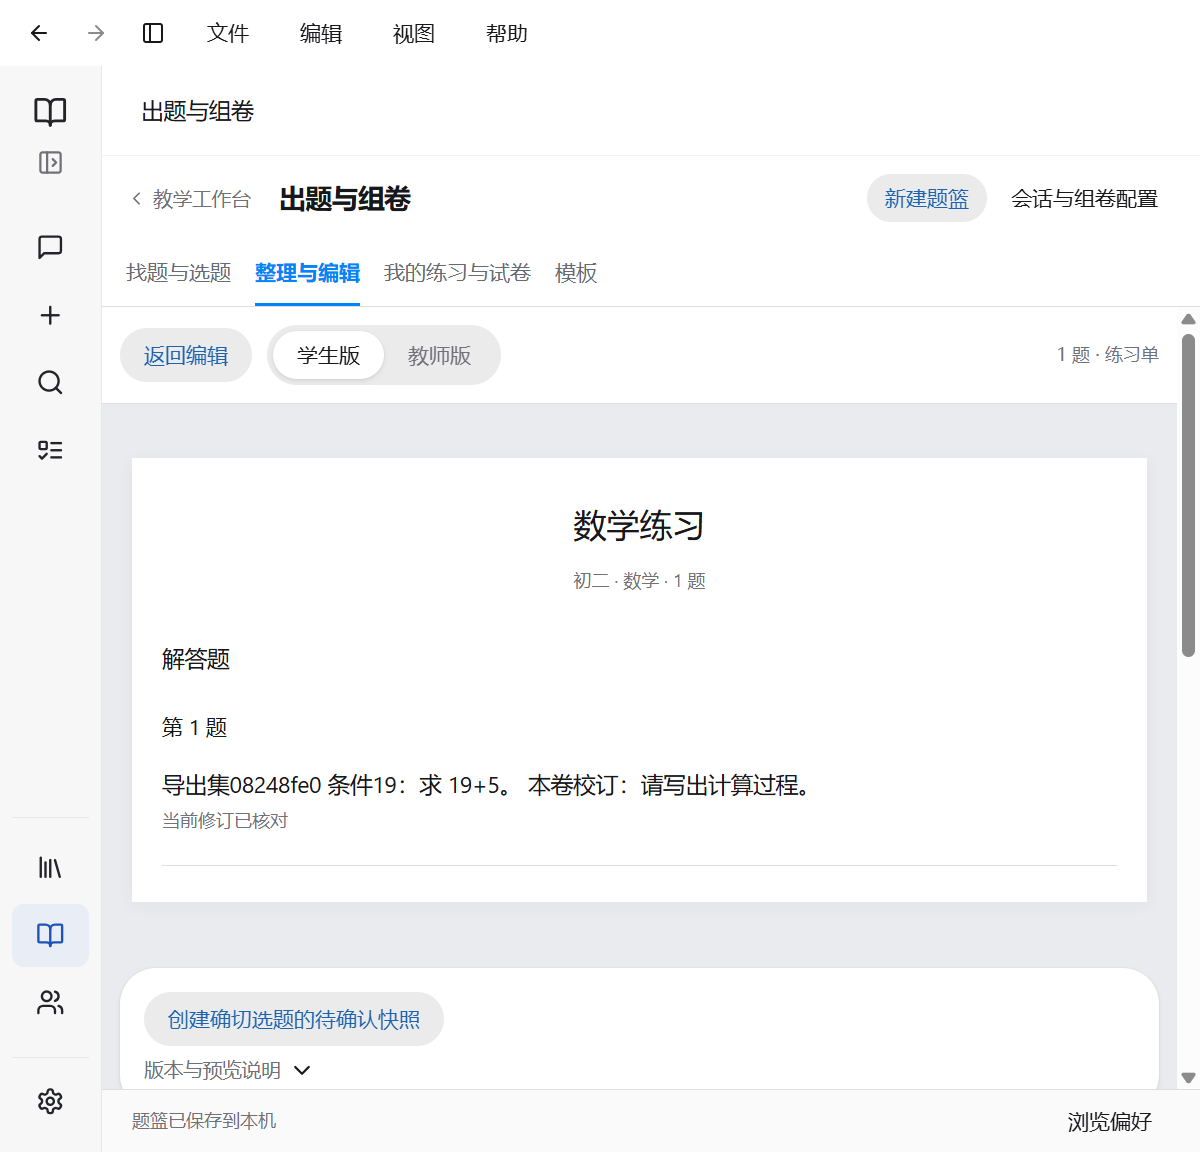 文件 编辑 视图 帮助
出题与组卷
教学工作台 出题与组卷 新建题篮 会话与组卷配置
找题与选题 整理与编辑 我的练习与试卷 模板
返回编辑 学生版 教师版 1 题 · 练习单
数学练习
初二 · 数学 · 1 题
解答题
第 1 题
导出集08248fe0 条件19：求 19+5。 本卷校订：请写出计算过程。
当前修订已核对
创建确切选题的待确认快照
版本与预览说明
题篮已保存到本机 浏览偏好